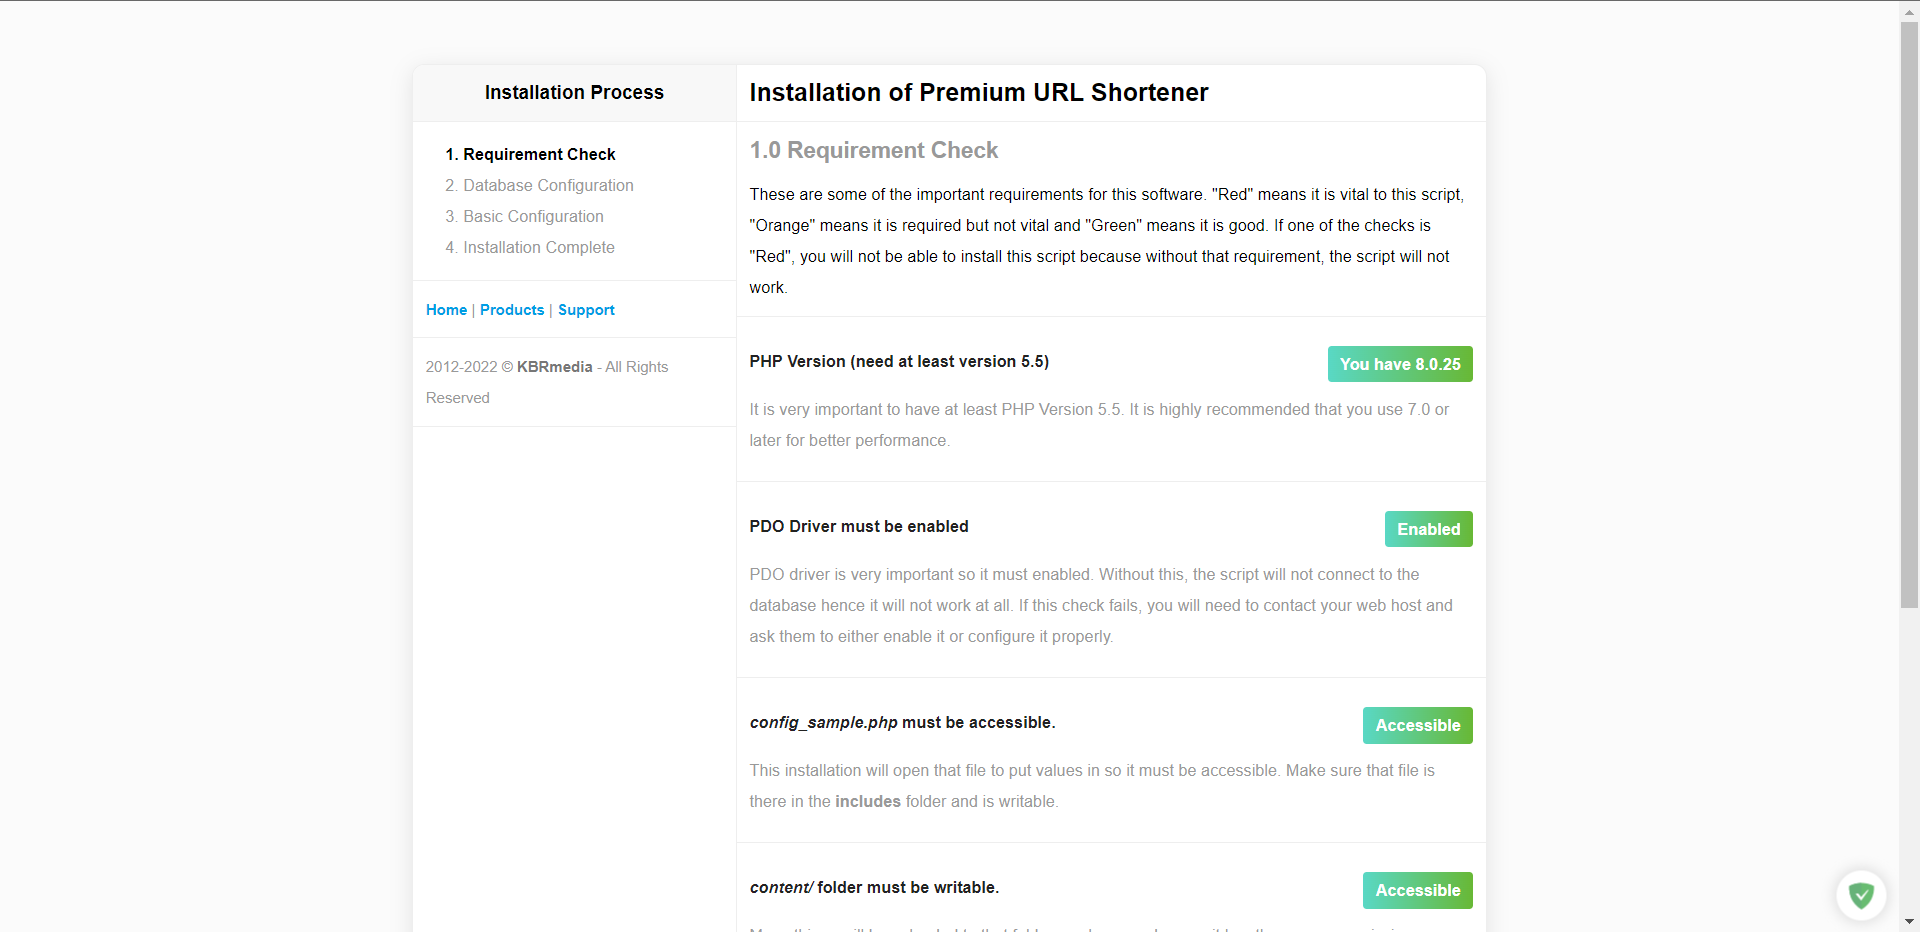 Installation Process
1. Requirement Check
2. Database Configuration
3. Basic Configuration
4. Installation Complete
Home | Products | Support
2012-2022 © KBRmedia - All Rights
Reserved
Installation of Premium URL Shortener
1.0 Requirement Check
These are some of the important requirements for this software. "Red" means it is vital to this script,
"Orange" means it is required but not vital and "Green" means it is good. If one of the checks is
"Red", you will not be able to install this script because without that requirement, the script will not
work.
PHP Version (need at least version 5.5)
You have 8.0.25
It is very important to have at least PHP Version 5.5. It is highly recommended that you use 7.0 or
later for better performance.
PDO Driver must be enabled
Enabled
PDO driver is very important so it must enabled. Without this, the script will not connect to the
database hence it will not work at all. If this check fails, you will need to contact your web host and
ask them to either enable it or configure it properly.
config_sample.php must be accessible.
Accessible
This installation will open that file to put values in so it must be accessible. Make sure that file is
there in the includes folder and is writable.
content/ folder must be writable.
Accessible